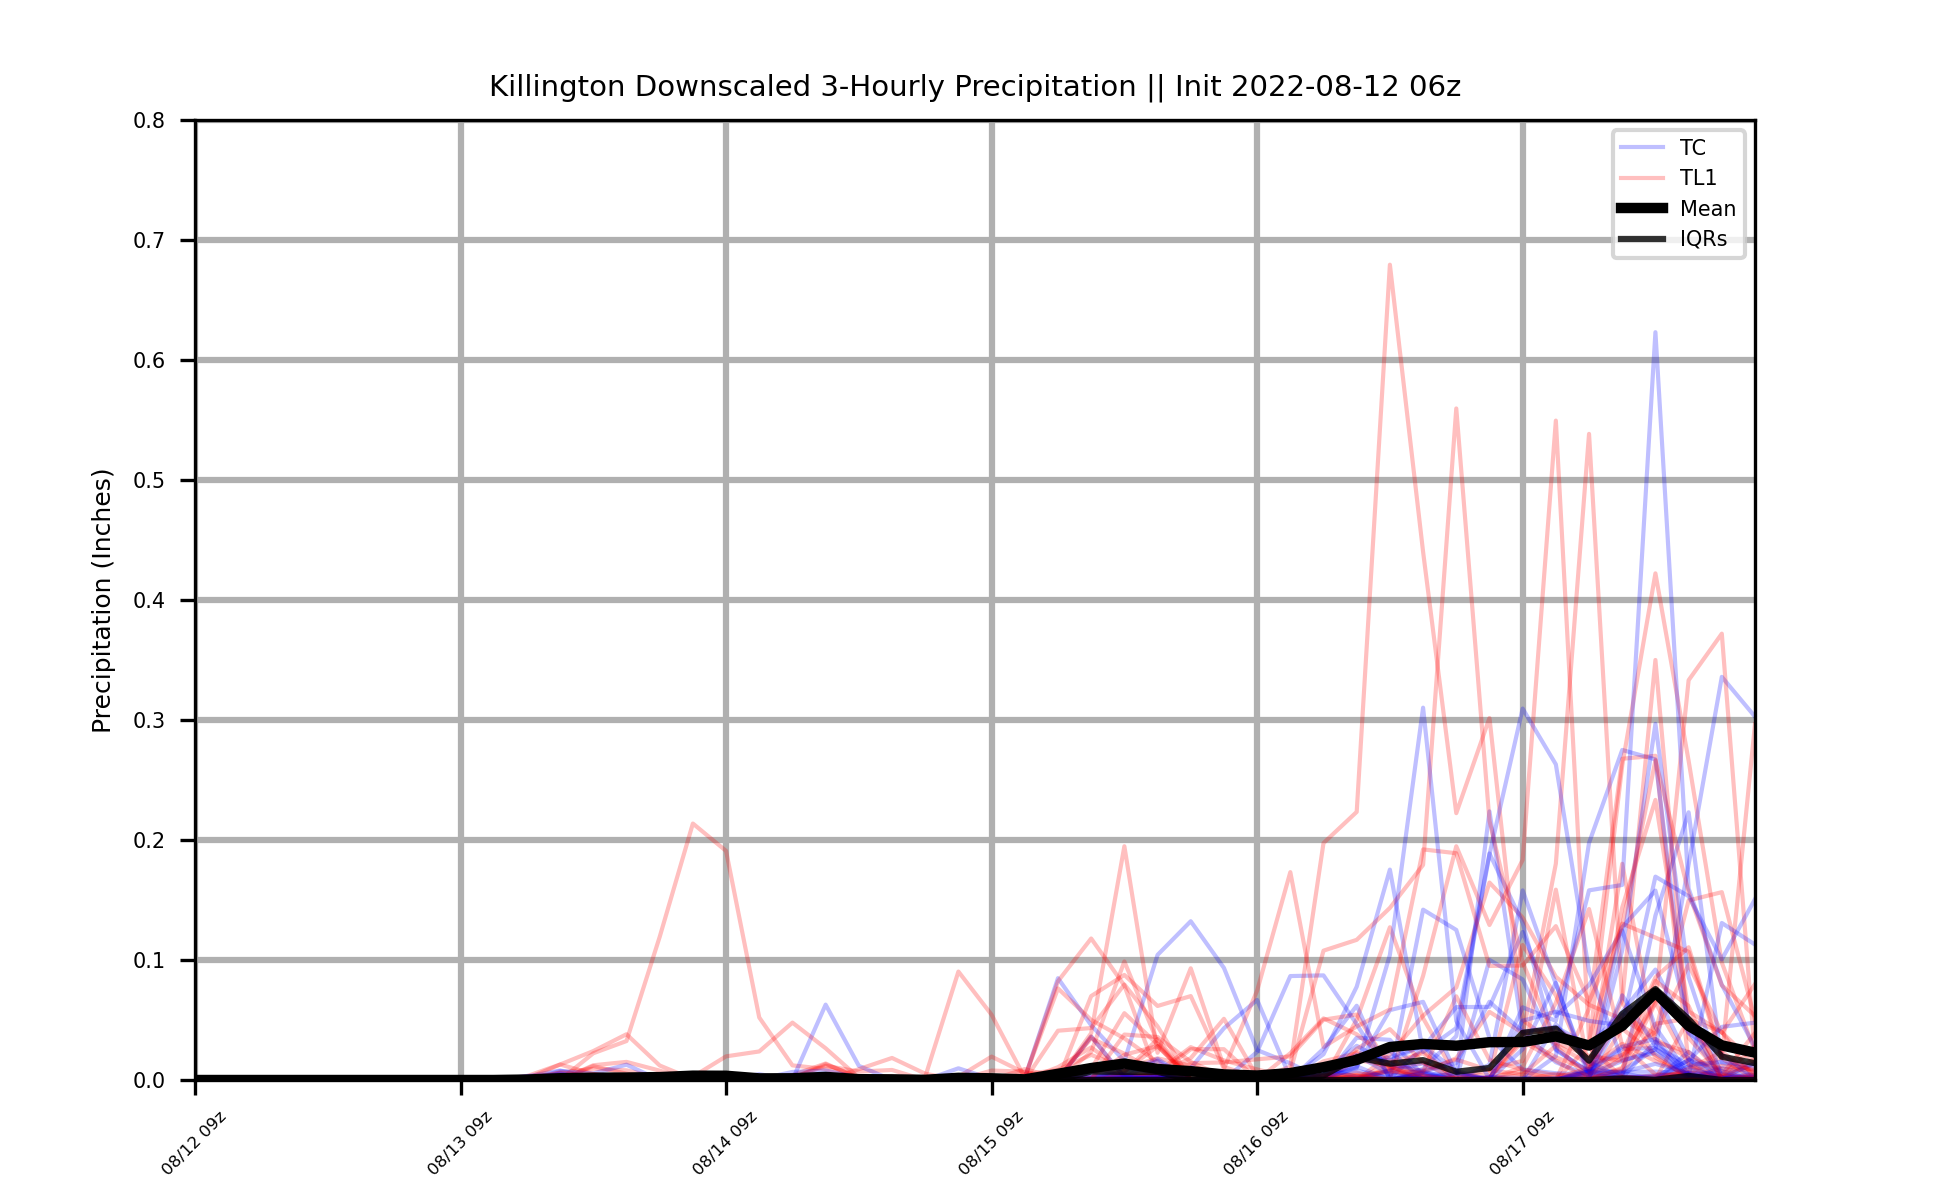 Killington Downscaled 3-Hourly Precipitation || Init 2022-08-12 06z
TC
TL1
Mean
IQRs
Precipitation (Inches)
0.8
0.7
0.6
0.5
0.4
0.3
0.2
0.1
0.0
08/12 09z
08/13 09z
08/14 09z
08/15 09z
08/16 09z
08/17 09z